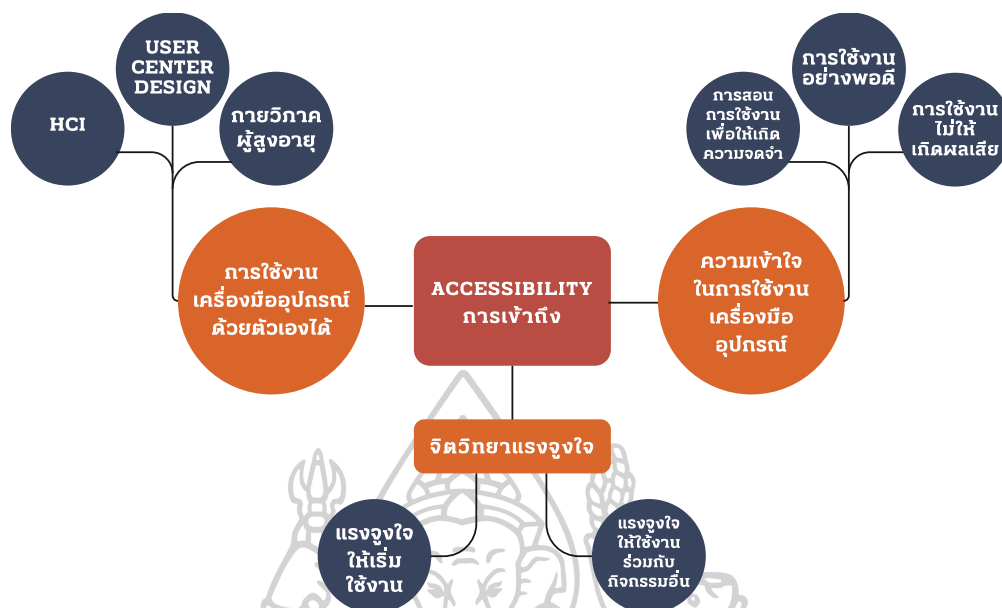 HCI
USER
CENTER
DESIGN
กายวิภาค
ผู้สูงอายุ
การสอน
การใช้งาน
เพื่อให้เกิด
ความจดจำ
การใช้งาน
อย่างพอดี
การใช้งาน
ไม่ให้
เกิดผลเสีย
การใช้งาน
เครื่องมืออุปกรณ์
ด้วยตัวเองได้
ACCESSIBILITY
การเข้าถึง
ความเข้าใจ
ในการใช้งาน
เครื่องมือ
อุปกรณ์
จิตวิทยาแรงจูงใจ
แรงจูงใจ
ให้เริ่ม
ใช้งาน
แรงจูงใจ
ให้ใช้งาน
ร่วมกับ
กิจกรรมอื่น